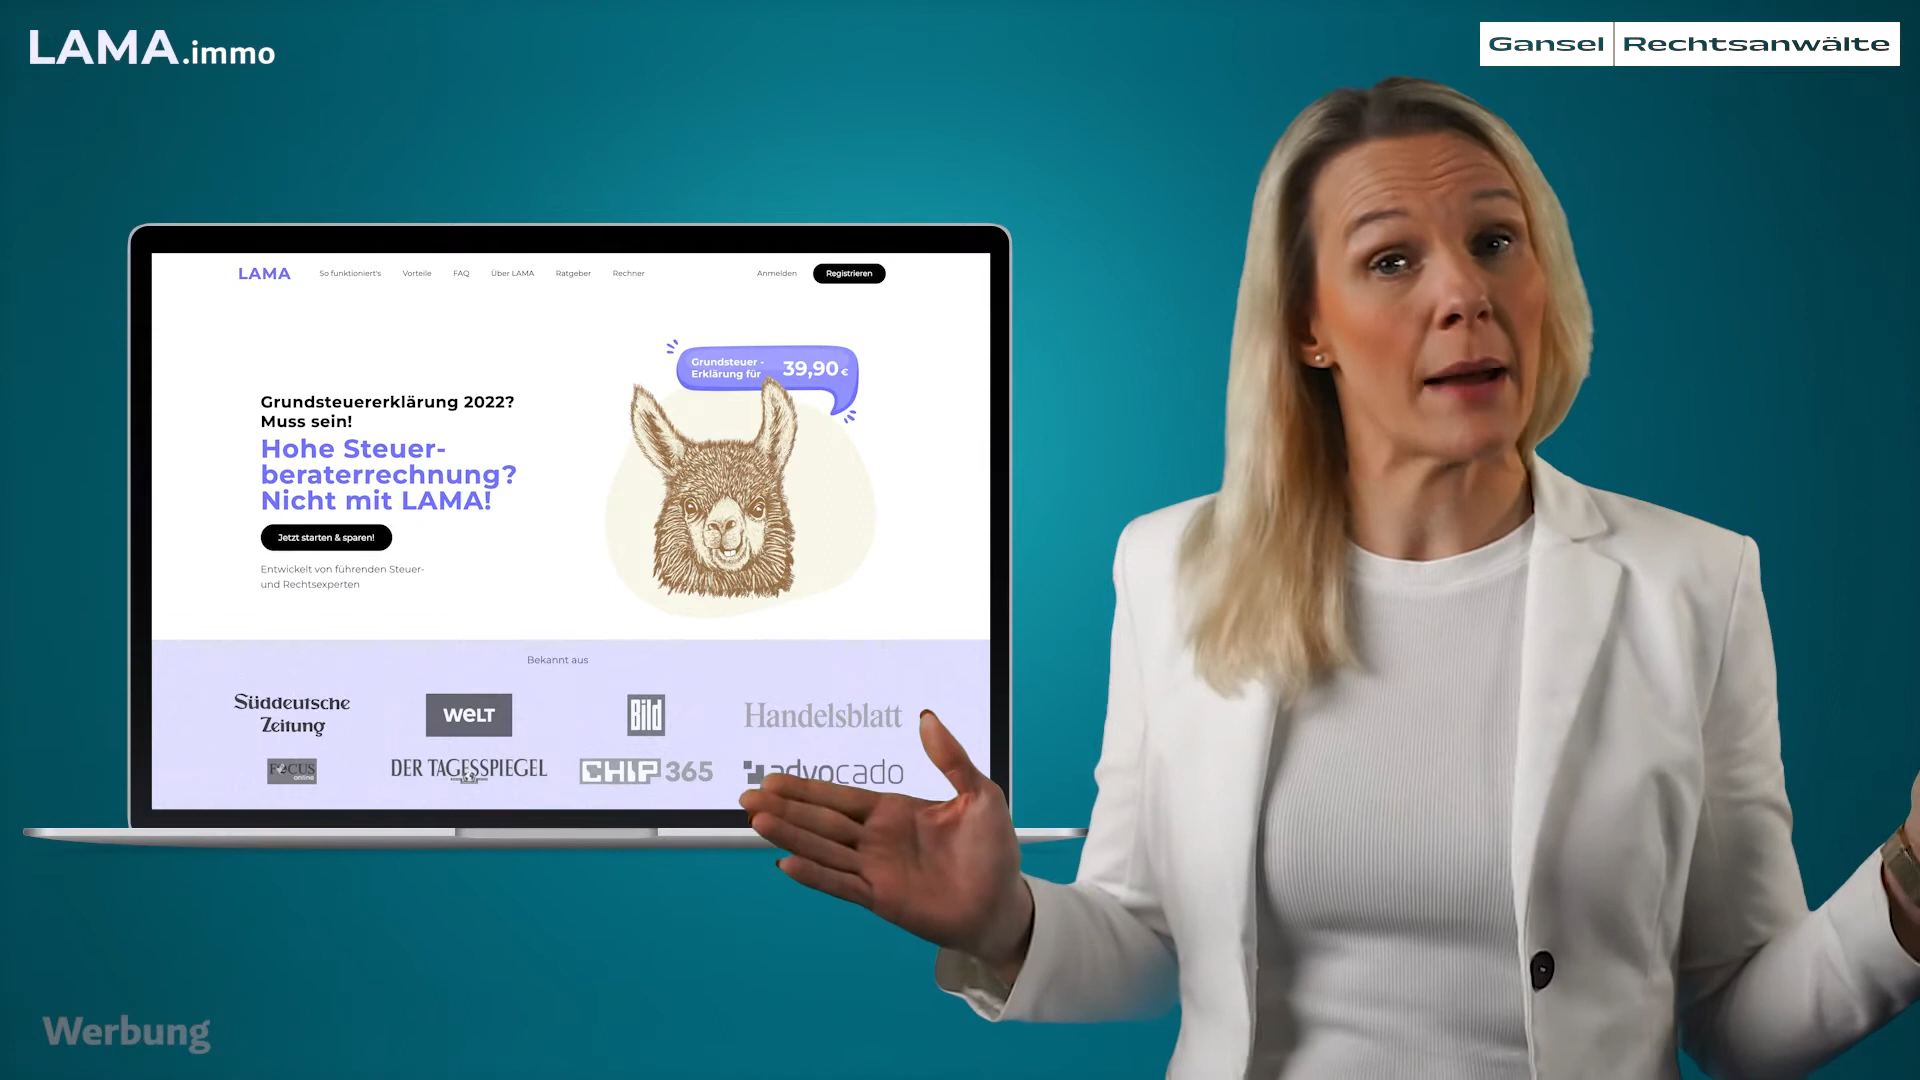 LAMA.immo
Gansel Rechtsanwälte
LAMA So funktioniert's Vorteile FAQ Über LAMA Ratgeber Rechner Anmelden Registrieren
Grundsteuer -
Erklärung für 39,90 €
Grundsteuererklärung 2022?
Muss sein!
Hohe Steuer-
beraterrechnung?
Nicht mit LAMA!
Jetzt starten & sparen!
Entwickelt von führenden Steuer-
und Rechtsexperten
Bekannt aus
Süddeutsche
Zeitung
WELT
Bild
Handelsblatt
FOCUS
online
DER TAGESSPIEGEL
CHIP 365
advocado
Werbung